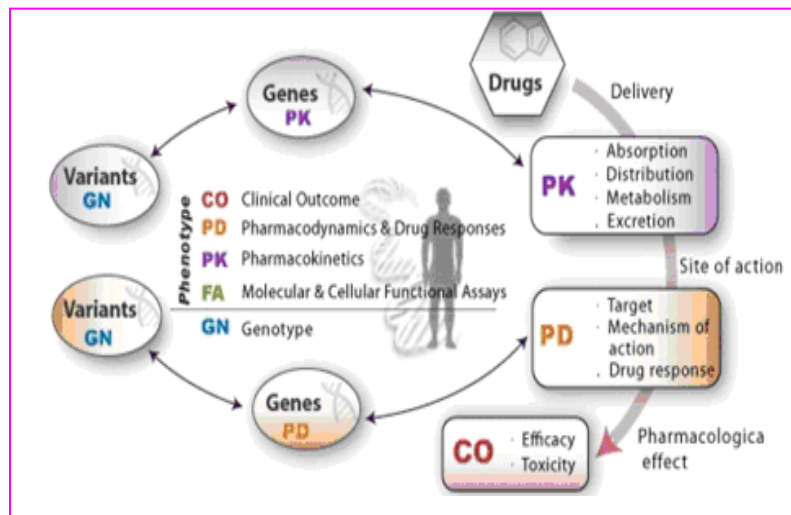 Drugs
Delivery
Genes
PK
Variants
GN
PK
· Absorption
· Distribution
· Metabolism
. Excretion
Phenotype
CO Clinical Outcome
PD Pharmacodynamics & Drug Responses
PK Pharmacokinetics
FA Molecular & Cellular Functional Assays
GN Genotype
Site of action
Variants
GN
PD
· Target
· Mechanism of
action
. Drug response
Genes
PD
CO
· Efficacy
· Toxicity
Pharmacologica
effect